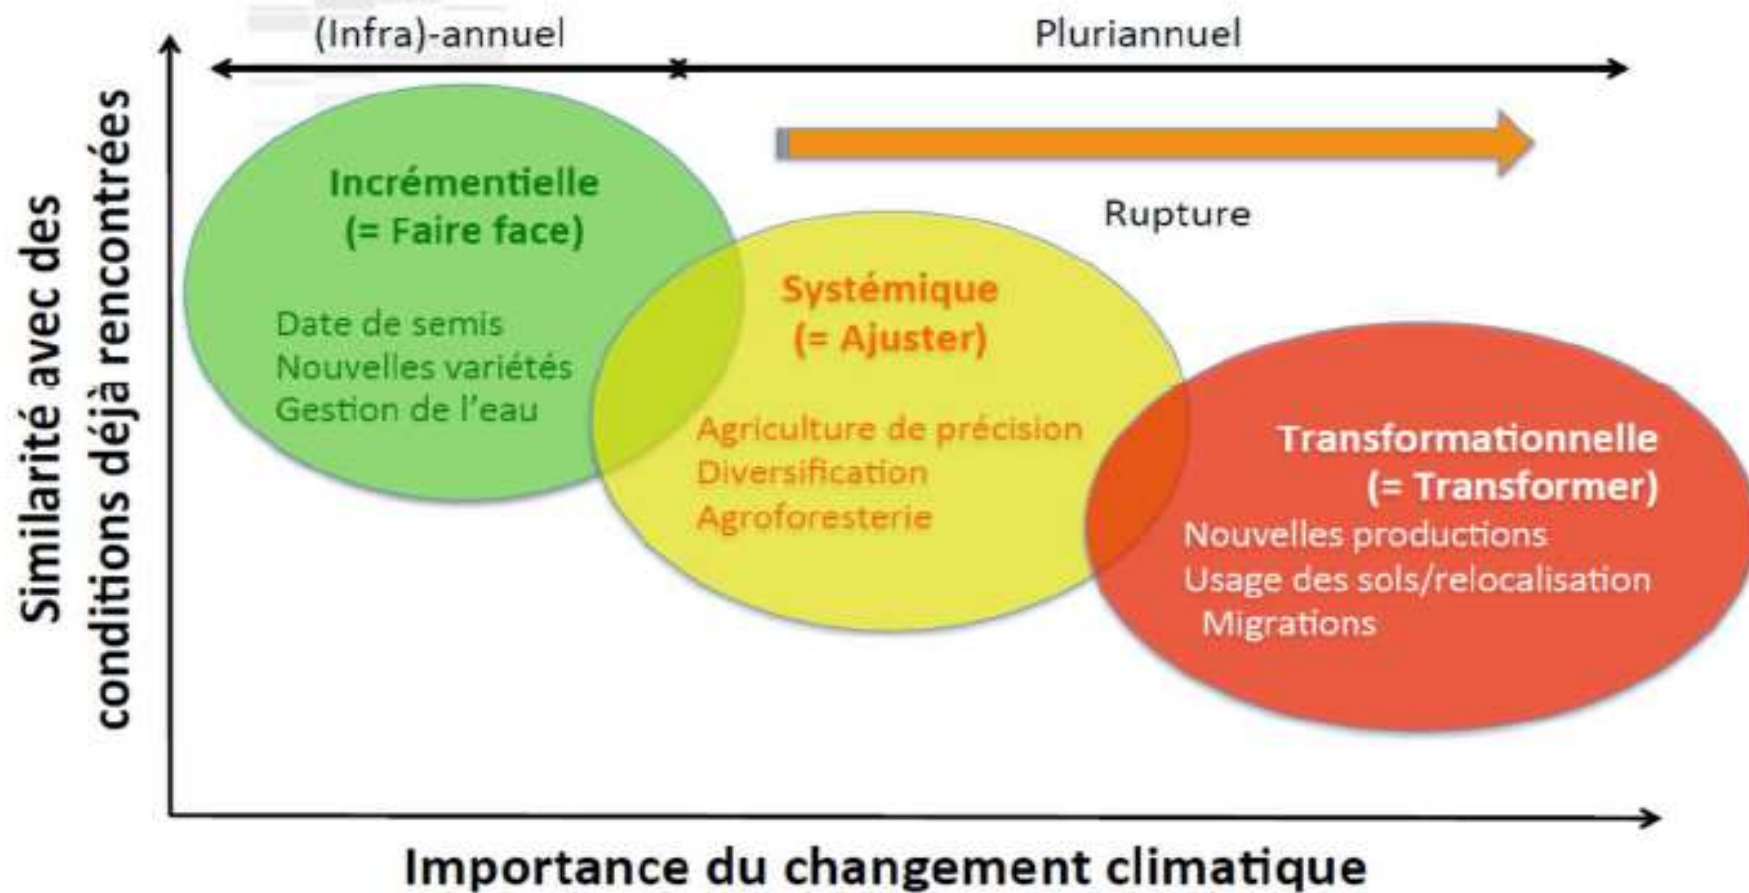 (Infra)-annuel
Pluriannuel
Rupture
Incrémentielle
(= Faire face)
Date de semis
Nouvelles variétés
Gestion de l'eau
Systémique
(= Ajuster)
Agriculture de précision
Diversification
Agroforesterie
Transformationnelle
(= Transformer)
Nouvelles productions
Usage des sols/relocalisation
Migrations
Similarité avec des
conditions déjà rencontrées
Importance du changement climatique